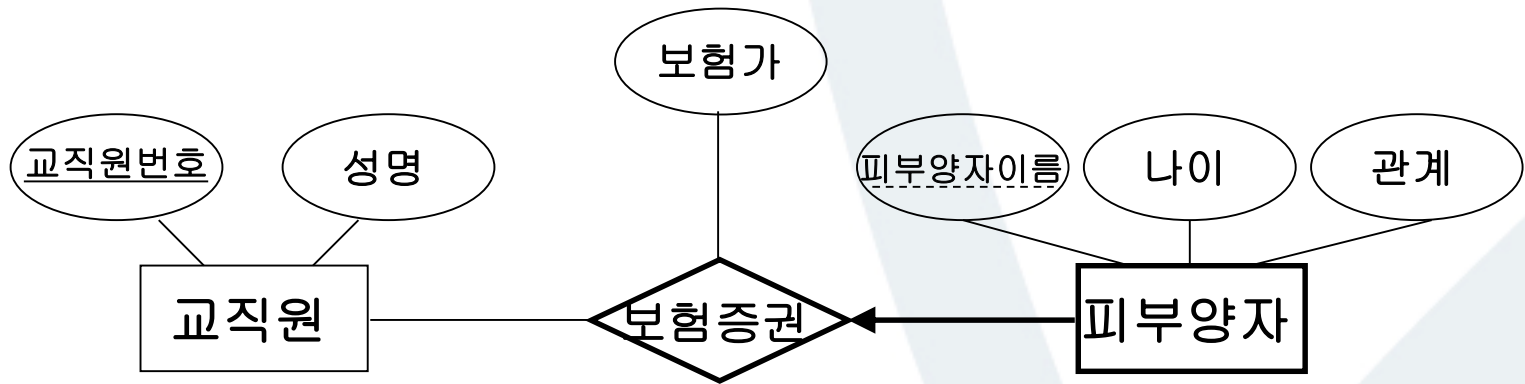 보험가
교직원번호
성명
피부양자이름
나이
관계
교직원
보험증권
피부양자